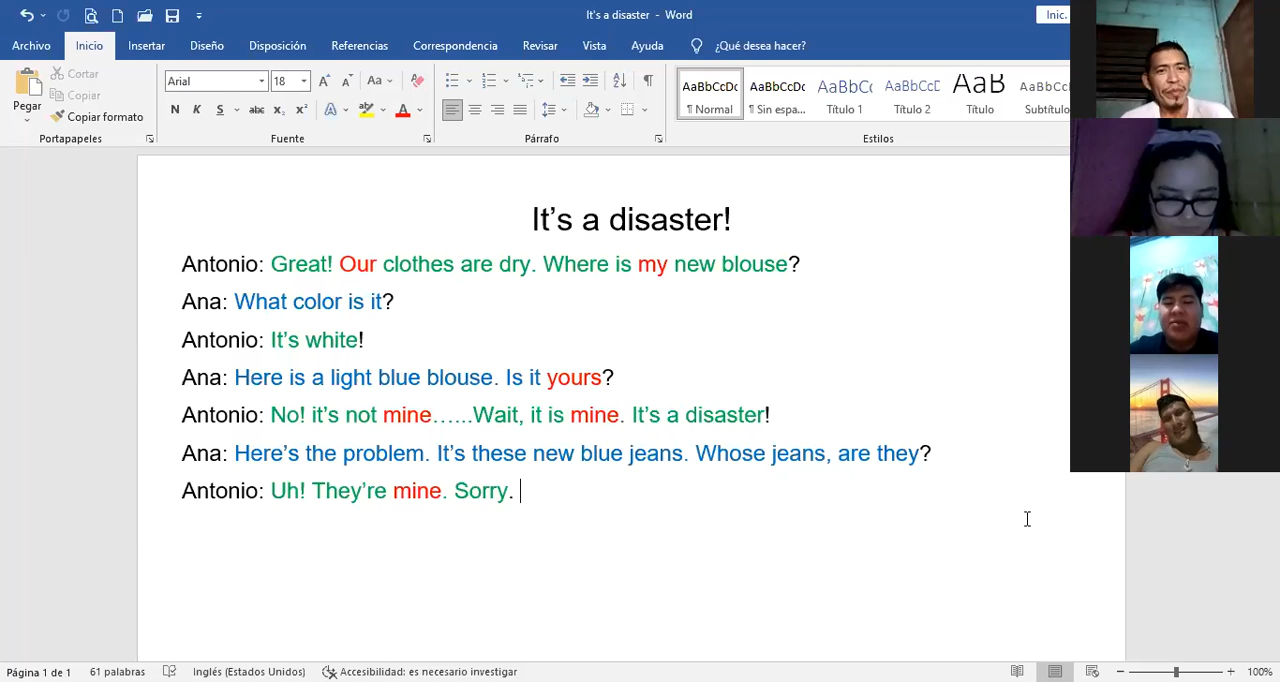 It's a disaster - Word
Inic.
Archivo Inicio Insertar Diseño Disposición Referencias Correspondencia Revisar Vista Ayuda ¿Qué desea hacer?
Pegar
Cortar
Copiar
Copiar formato
Portapapeles
Arial 18
Aa
N K S abc x₂ x² A A
Fuente
Párrafo
AaBbCcDc AaBbCcDc AaBbC( AaBbCcD AaB AaBbCc
¶ Normal ¶ Sin espa... Título 1 Título 2 Título Subtítulo
Estilos
It’s a disaster!
Antonio: Great! Our clothes are dry. Where is my new blouse?
Ana: What color is it?
Antonio: It’s white!
Ana: Here is a light blue blouse. Is it yours?
Antonio: No! it’s not mine…...Wait, it is mine. It’s a disaster!
Ana: Here’s the problem. It’s these new blue jeans. Whose jeans, are they?
Antonio: Uh! They’re mine. Sorry.
Página 1 de 1 61 palabras Inglés (Estados Unidos) Accesibilidad: es necesario investigar 100%